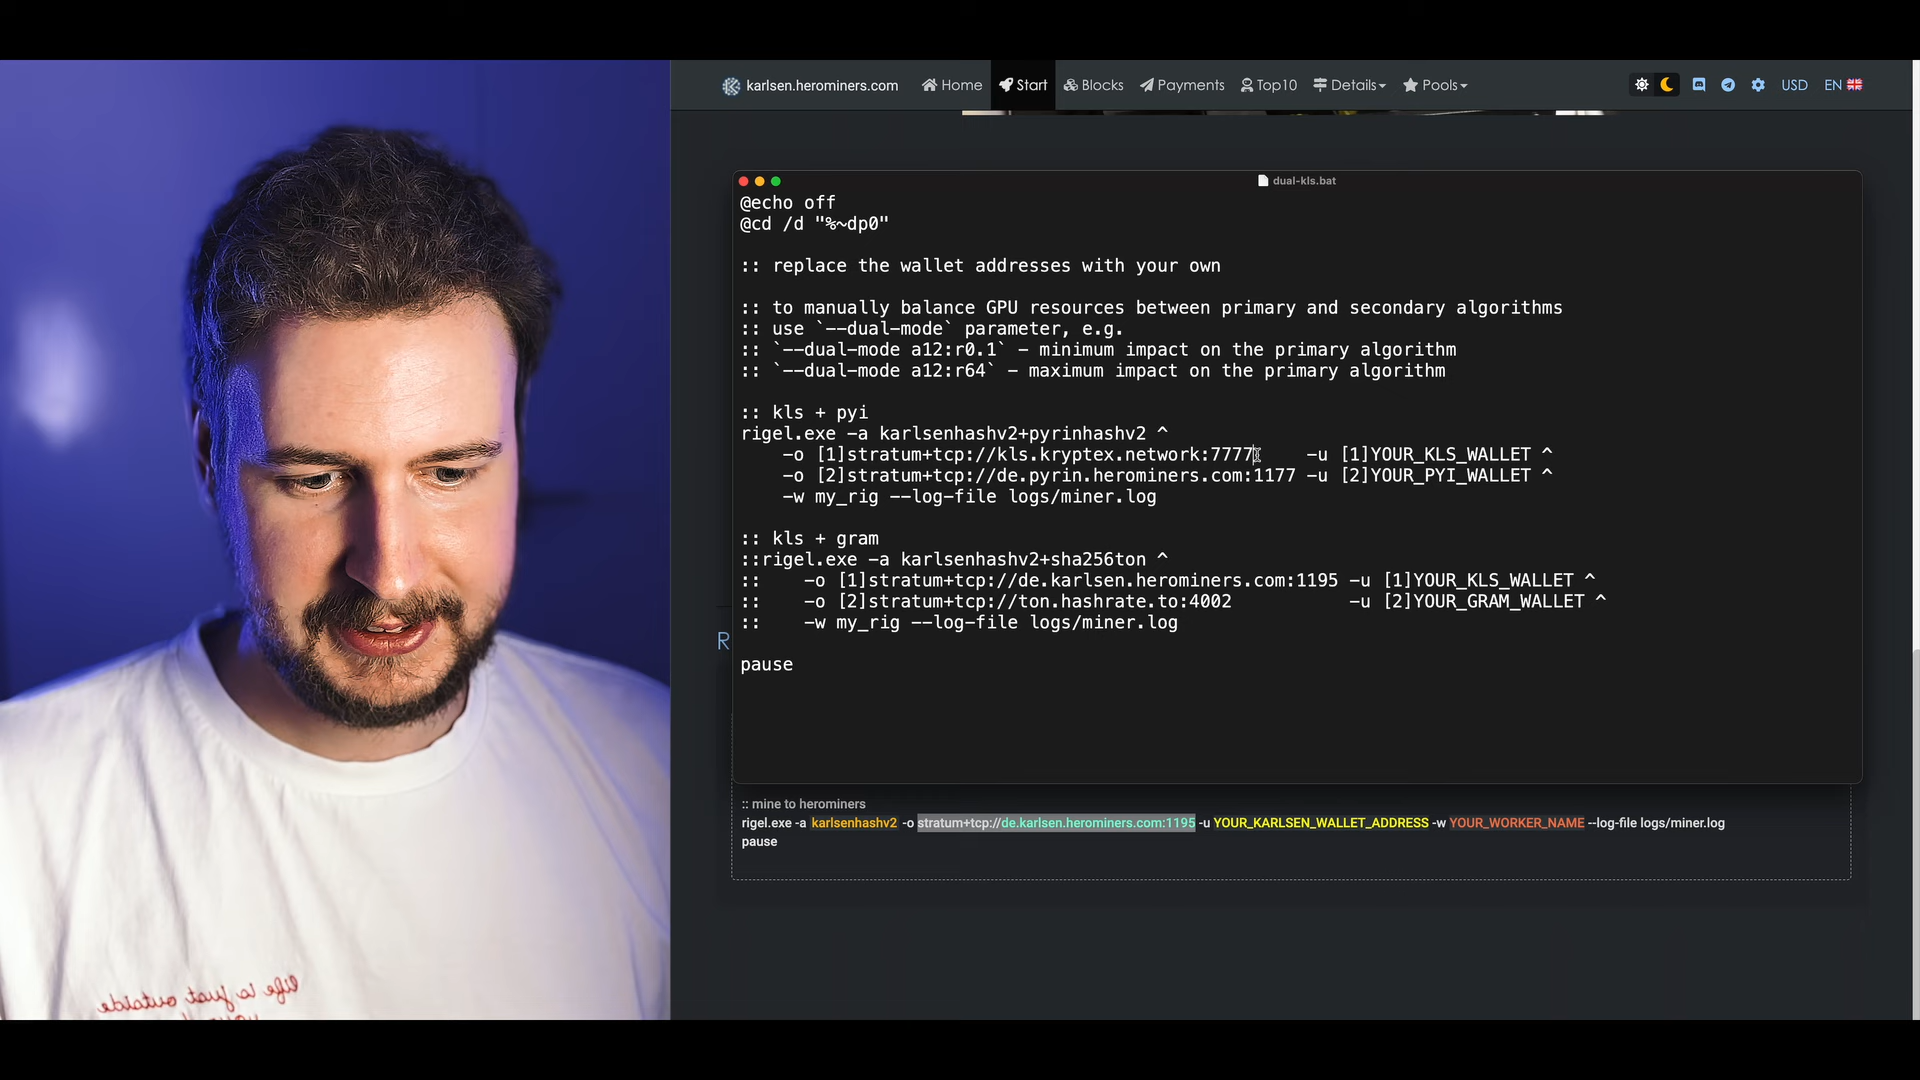 karlsen.herominers.com Home Start Blocks Payments Top10 Details Pools USD EN
dual-kls.bat
@echo off
@cd /d "%~dp0"
:: replace the wallet addresses with your own
:: to manually balance GPU resources between primary and secondary algorithms
:: use `--dual-mode` parameter, e.g.
:: `--dual-mode a12:r0.1` - minimum impact on the primary algorithm
:: `--dual-mode a12:r64` - maximum impact on the primary algorithm
:: kls + pyi
rigel.exe -a karlsenhashv2+pyrinhashv2 ^
-o [1]stratum+tcp://kls.kryptex.network:7777 -u [1]YOUR_KLS_WALLET ^
-o [2]stratum+tcp://de.pyrin.herominers.com:1177 -u [2]YOUR_PYI_WALLET ^
-w my_rig --log-file logs/miner.log
:: kls + gram
::rigel.exe -a karlsenhashv2+sha256ton ^
:: -o [1]stratum+tcp://de.karlsen.herominers.com:1195 -u [1]YOUR_KLS_WALLET ^
:: -o [2]stratum+tcp://ton.hashrate.to:4002 -u [2]YOUR_GRAM_WALLET ^
:: -w my_rig --log-file logs/miner.log
R
pause
:: mine to herominers
rigel.exe -a karlsenhashv2 -o stratum+tcp://de.karlsen.herominers.com:1195 -u YOUR_KARLSEN_WALLET_ADDRESS -w YOUR_WORKER_NAME --log-file logs/miner.log
pause
life is just outside